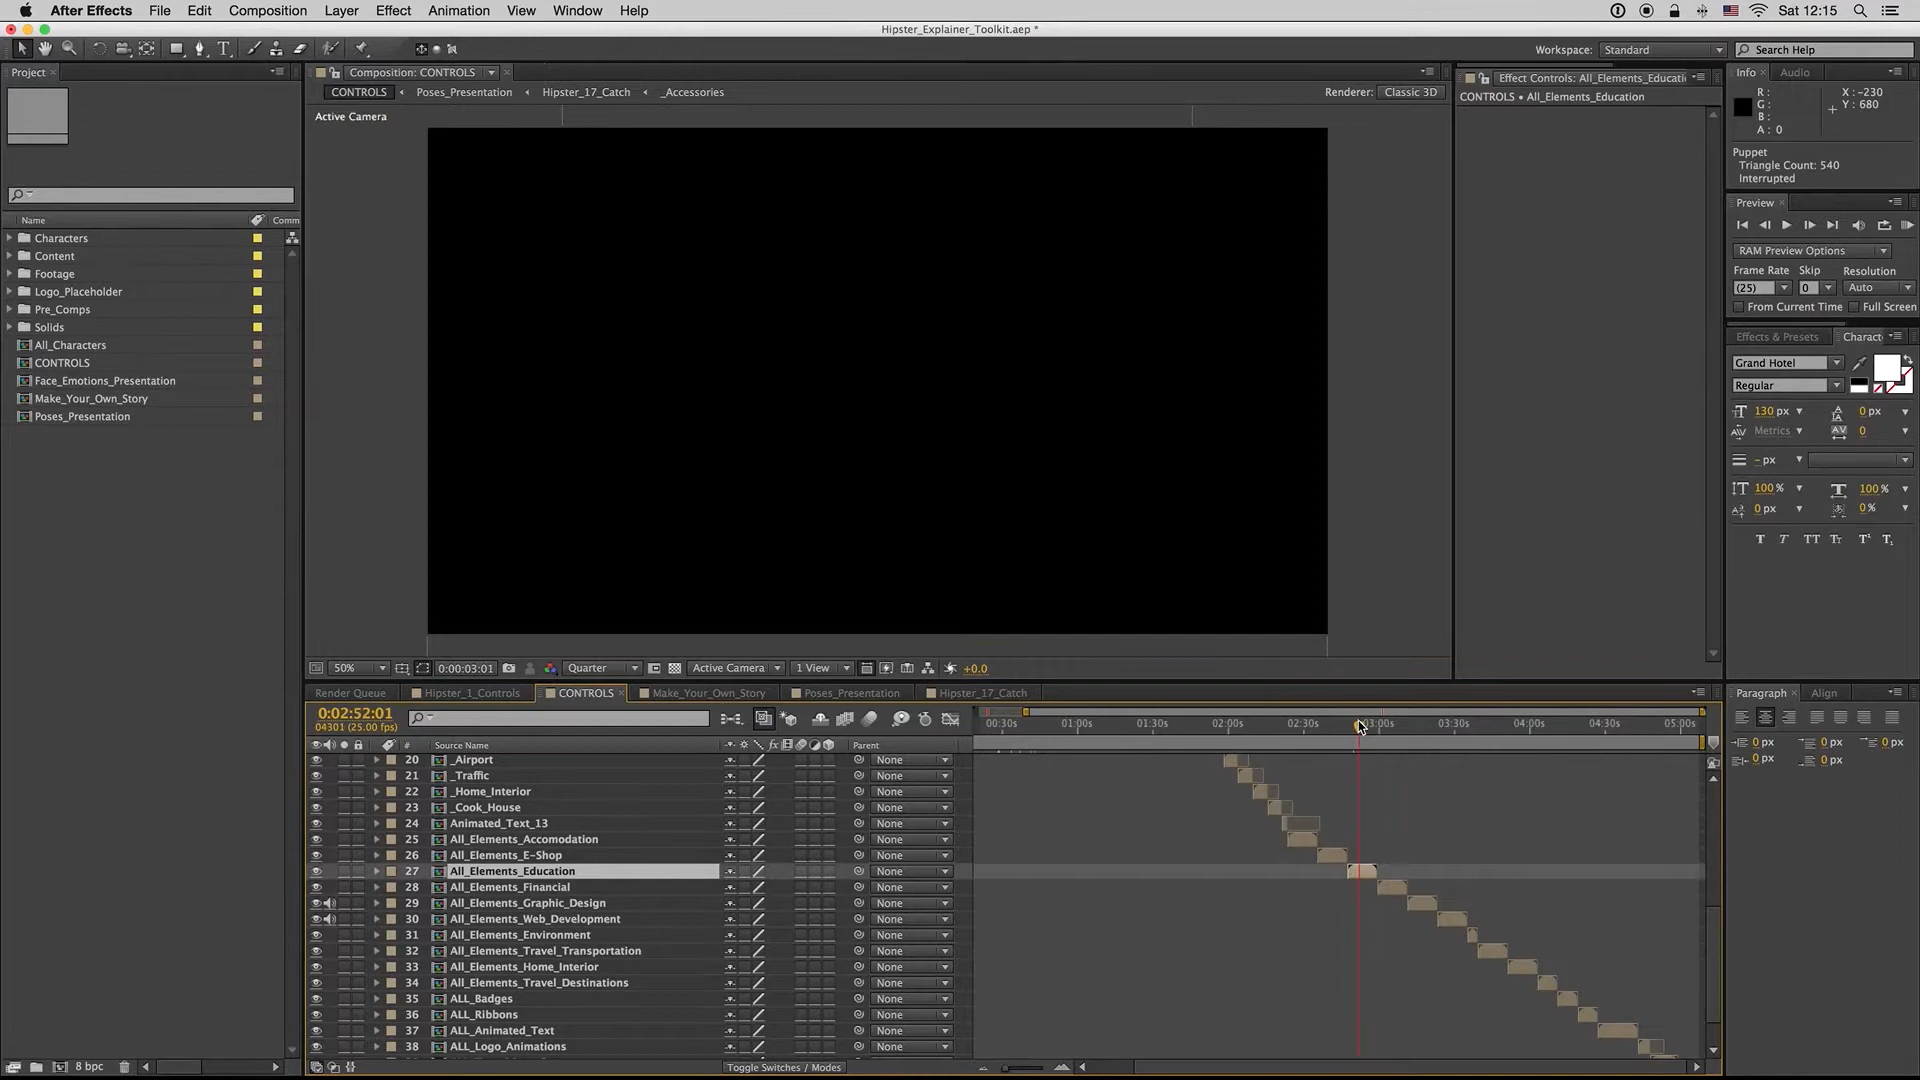 After Effects File Edit Composition Layer Effect Animation View Window Help Sat 12:15
Hipster_Explainer_Toolkit.aep *
Workspace: Standard Search Help
Project
Composition: CONTROLS
CONTROLS Poses_Presentation Hipster_17_Catch _Accessories Renderer: Classic 3D
Active Camera
Effect Controls: All_Elements_Educati
CONTROLS • All_Elements_Education
Info Audio
R: X: -230
G: Y: 680
B:
A: 0
Puppet
Triangle Count: 540
Interrupted
Preview
RAM Preview Options
Frame Rate Skip Resolution
(25) 0 Auto
From Current Time Full Screen
Effects & Presets Charact
Grand Hotel
Regular
130 px 0 px
Metrics 0
- px
100 % 100 %
0 px 0 %
Name Comm
Characters
Content
Footage
Logo_Placeholder
Pre_Comps
Solids
All_Characters
CONTROLS
Face_Emotions_Presentation
Make_Your_Own_Story
Poses_Presentation
50% 0:00:03:01 Quarter Active Camera 1 View +0.0
Render Queue Hipster_1_Controls CONTROLS Make_Your_Own_Story Poses_Presentation Hipster_17_Catch
0:02:52:01
04301 (25.00 fps)
00:30s 01:00s 01:30s 02:00s 02:30s 03:00s 03:30s 04:00s 04:30s 05:00s
# Source Name Parent
20 _Airport None
21 _Traffic None
22 _Home_Interior None
23 _Cook_House None
24 Animated_Text_13 None
25 All_Elements_Accomodation None
26 All_Elements_E-Shop None
27 All_Elements_Education None
28 All_Elements_Financial None
29 All_Elements_Graphic_Design None
30 All_Elements_Web_Development None
31 All_Elements_Environment None
32 All_Elements_Travel_Transportation None
33 All_Elements_Home_Interior None
34 All_Elements_Travel_Destinations None
35 ALL_Badges None
36 ALL_Ribbons None
37 ALL_Animated_Text None
38 ALL_Logo_Animations None
Paragraph Align
0 px 0 px 0 px
0 px 0 px
8 bpc
Toggle Switches / Modes